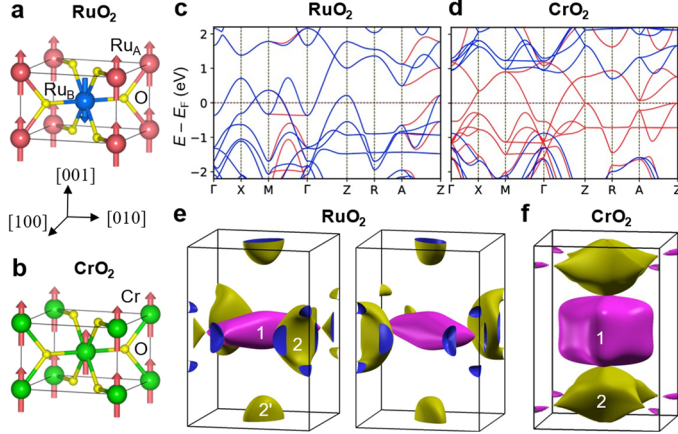 a
RuO2
RuA
RuB
O
[001]
[100]
[010]
b
CrO2
Cr
O
c
RuO2
E − EF (eV)
2
1
0
−1
−2
Γ X M Γ Z R A Z
d
CrO2
Γ X M Γ Z R A Z
e
RuO2
1
2
2'
f
CrO2
1
2